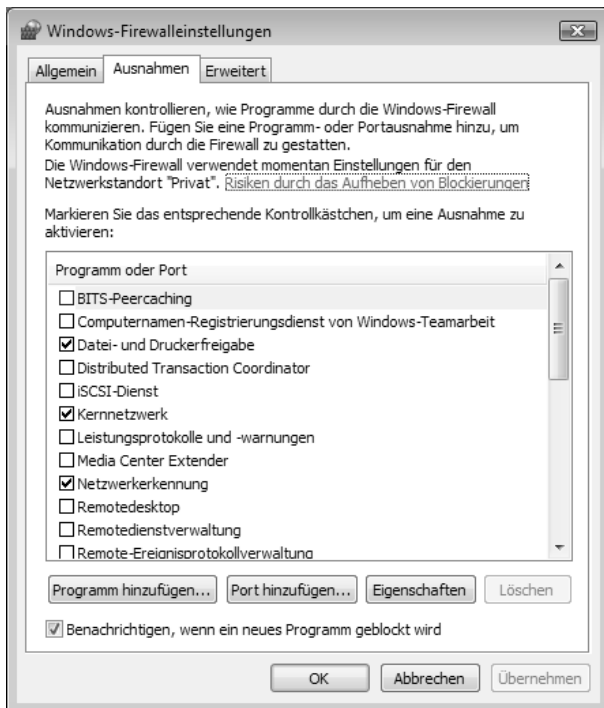 Windows-Firewalleinstellungen
Allgemein Ausnahmen Erweitert
Ausnahmen kontrollieren, wie Programme durch die Windows-Firewall
kommunizieren. Fügen Sie eine Programm- oder Portausnahme hinzu, um
Kommunikation durch die Firewall zu gestatten.
Die Windows-Firewall verwendet momentan Einstellungen für den
Netzwerkstandort "Privat". Risiken durch das Aufheben von Blockierungen
Markieren Sie das entsprechende Kontrollkästchen, um eine Ausnahme zu
aktivieren:
Programm oder Port
BITS-Peercaching
Computernamen-Registrierungsdienst von Windows-Teamarbeit
Datei- und Druckerfreigabe
Distributed Transaction Coordinator
iSCSI-Dienst
Kernnetzwerk
Leistungsprotokolle und -warnungen
Media Center Extender
Netzwerkerkennung
Remotedesktop
Remotedienstverwaltung
Remote-Ereignisprotokollverwaltung
Programm hinzufügen... Port hinzufügen... Eigenschaften Löschen
Benachrichtigen, wenn ein neues Programm geblockt wird
OK Abbrechen Übernehmen